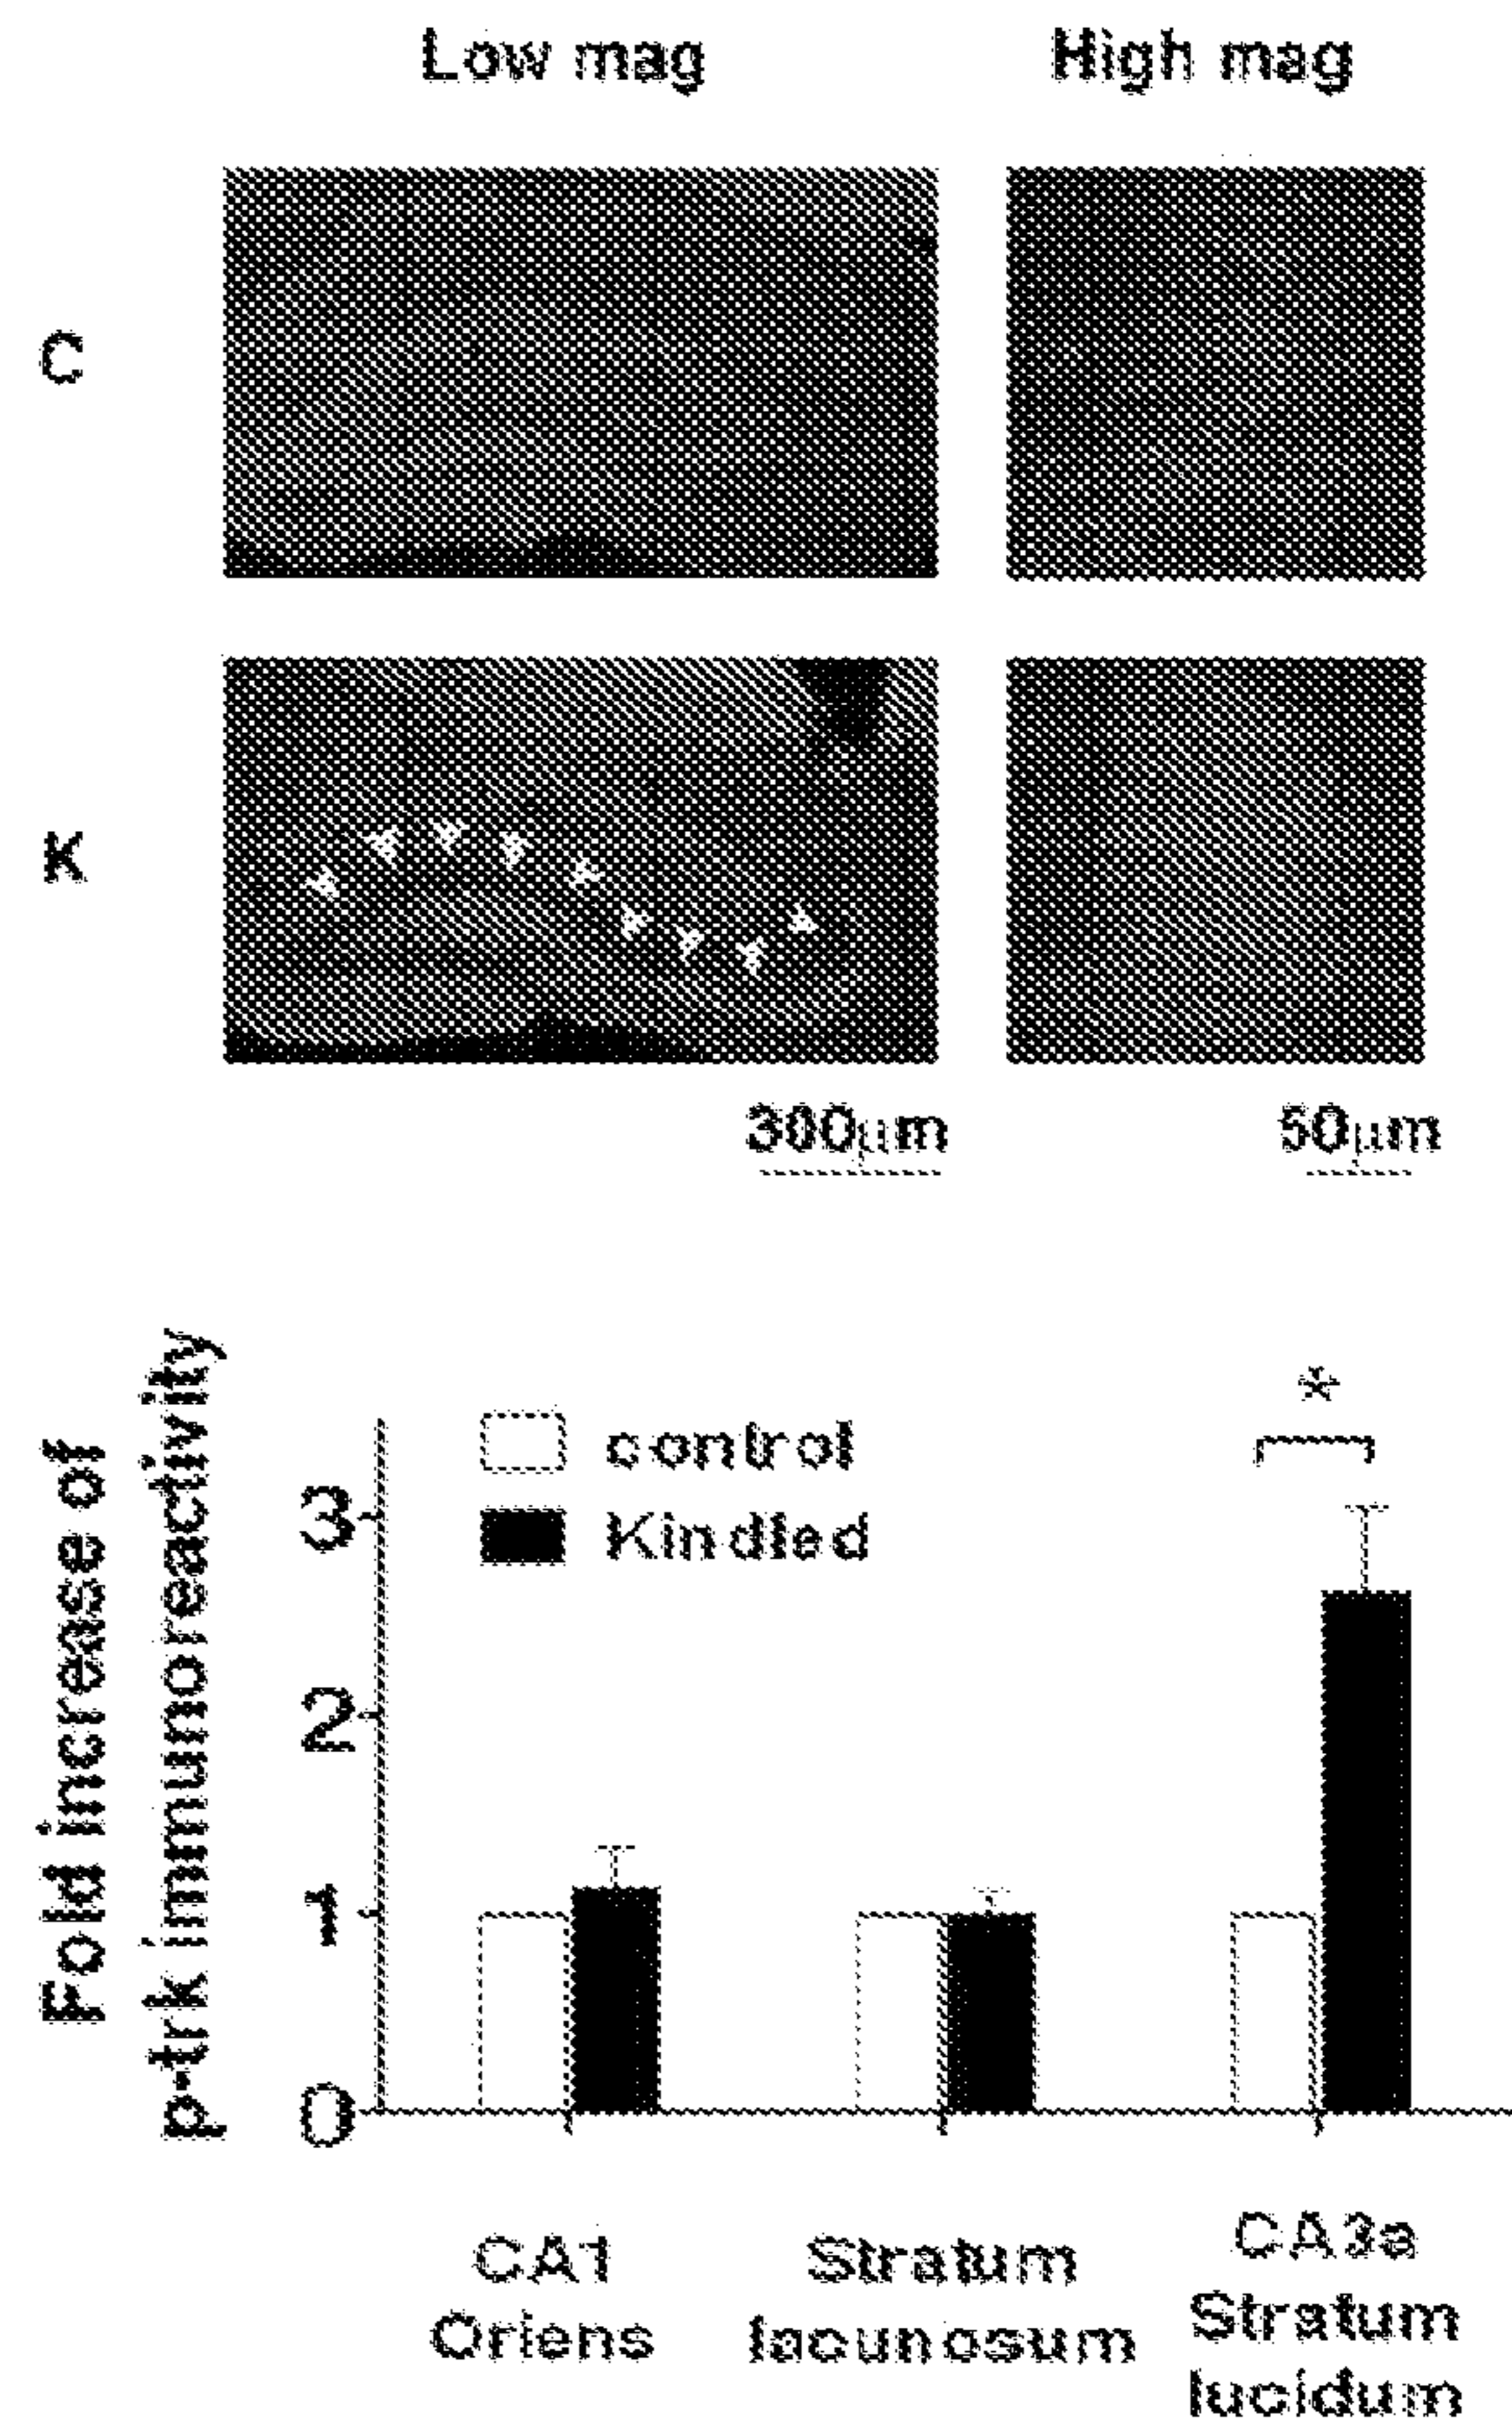 Low mag
High mag
C
K
300μm
50μm
Fold increase of
p-trk immunoreactivity
*
control
Kindled
3
2
1
0
CA1
Oriens
Stratum
lacunosum
CA3a
Stratum
lucidum